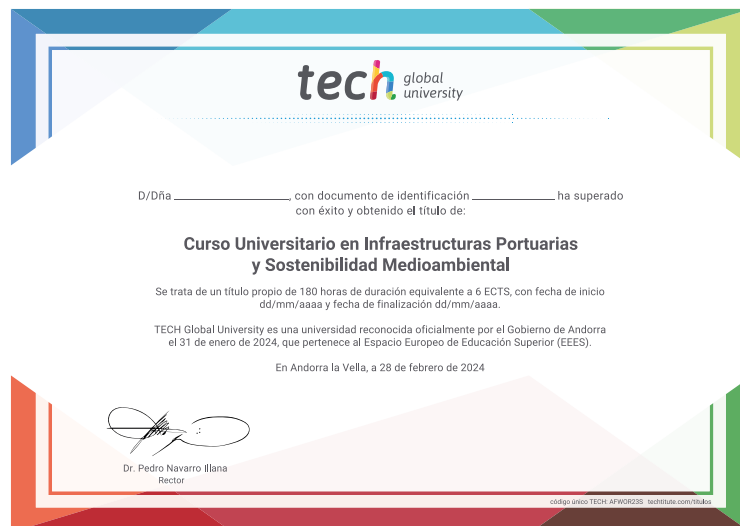 tech global university
D/Dña ____________________, con documento de identificación ______________ ha superado
con éxito y obtenido el título de:
Curso Universitario en Infraestructuras Portuarias
y Sostenibilidad Medioambiental
Se trata de un título propio de 180 horas de duración equivalente a 6 ECTS, con fecha de inicio
dd/mm/aaaa y fecha de finalización dd/mm/aaaa.
TECH Global University es una universidad reconocida oficialmente por el Gobierno de Andorra
el 31 de enero de 2024, que pertenece al Espacio Europeo de Educación Superior (EEES).
En Andorra la Vella, a 28 de febrero de 2024
Dr. Pedro Navarro Illana
Rector
código único TECH: AFWOR23S techtitute.com/titulos